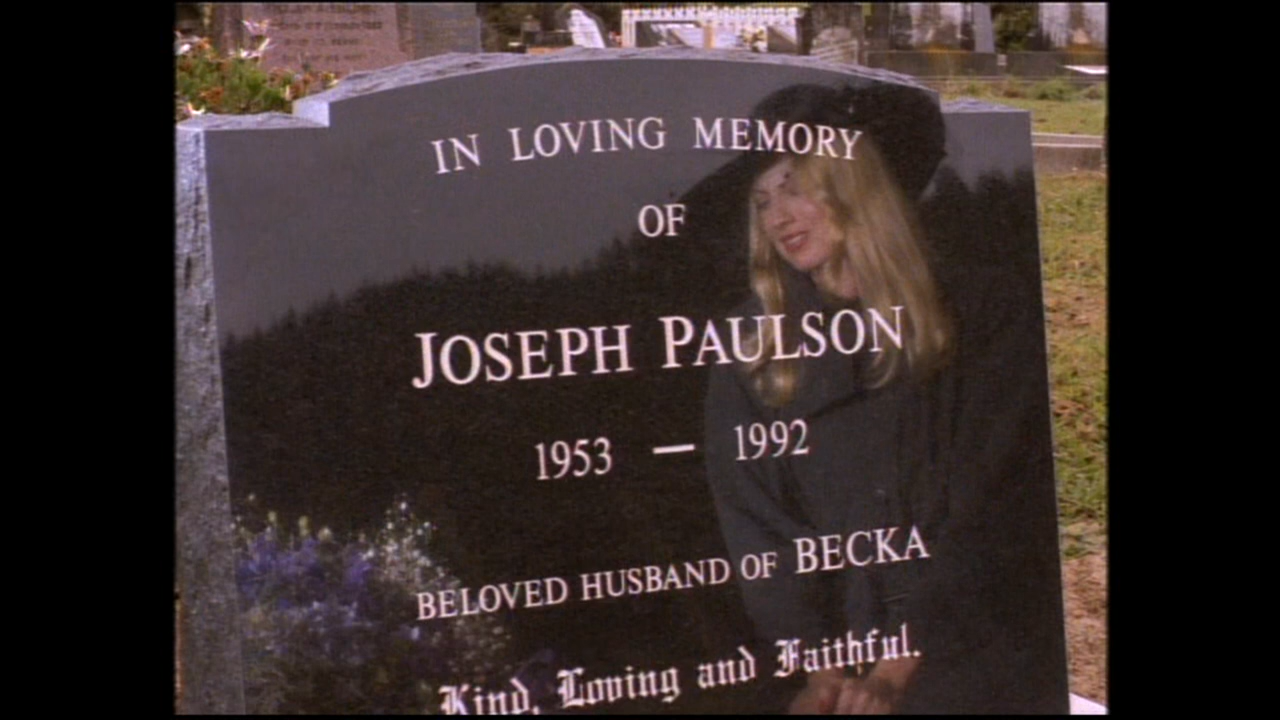 IN LOVING MEMORY
OF
JOSEPH PAULSON
1953 — 1992
BELOVED HUSBAND OF BECKA
Kind, Loving and Faithful.